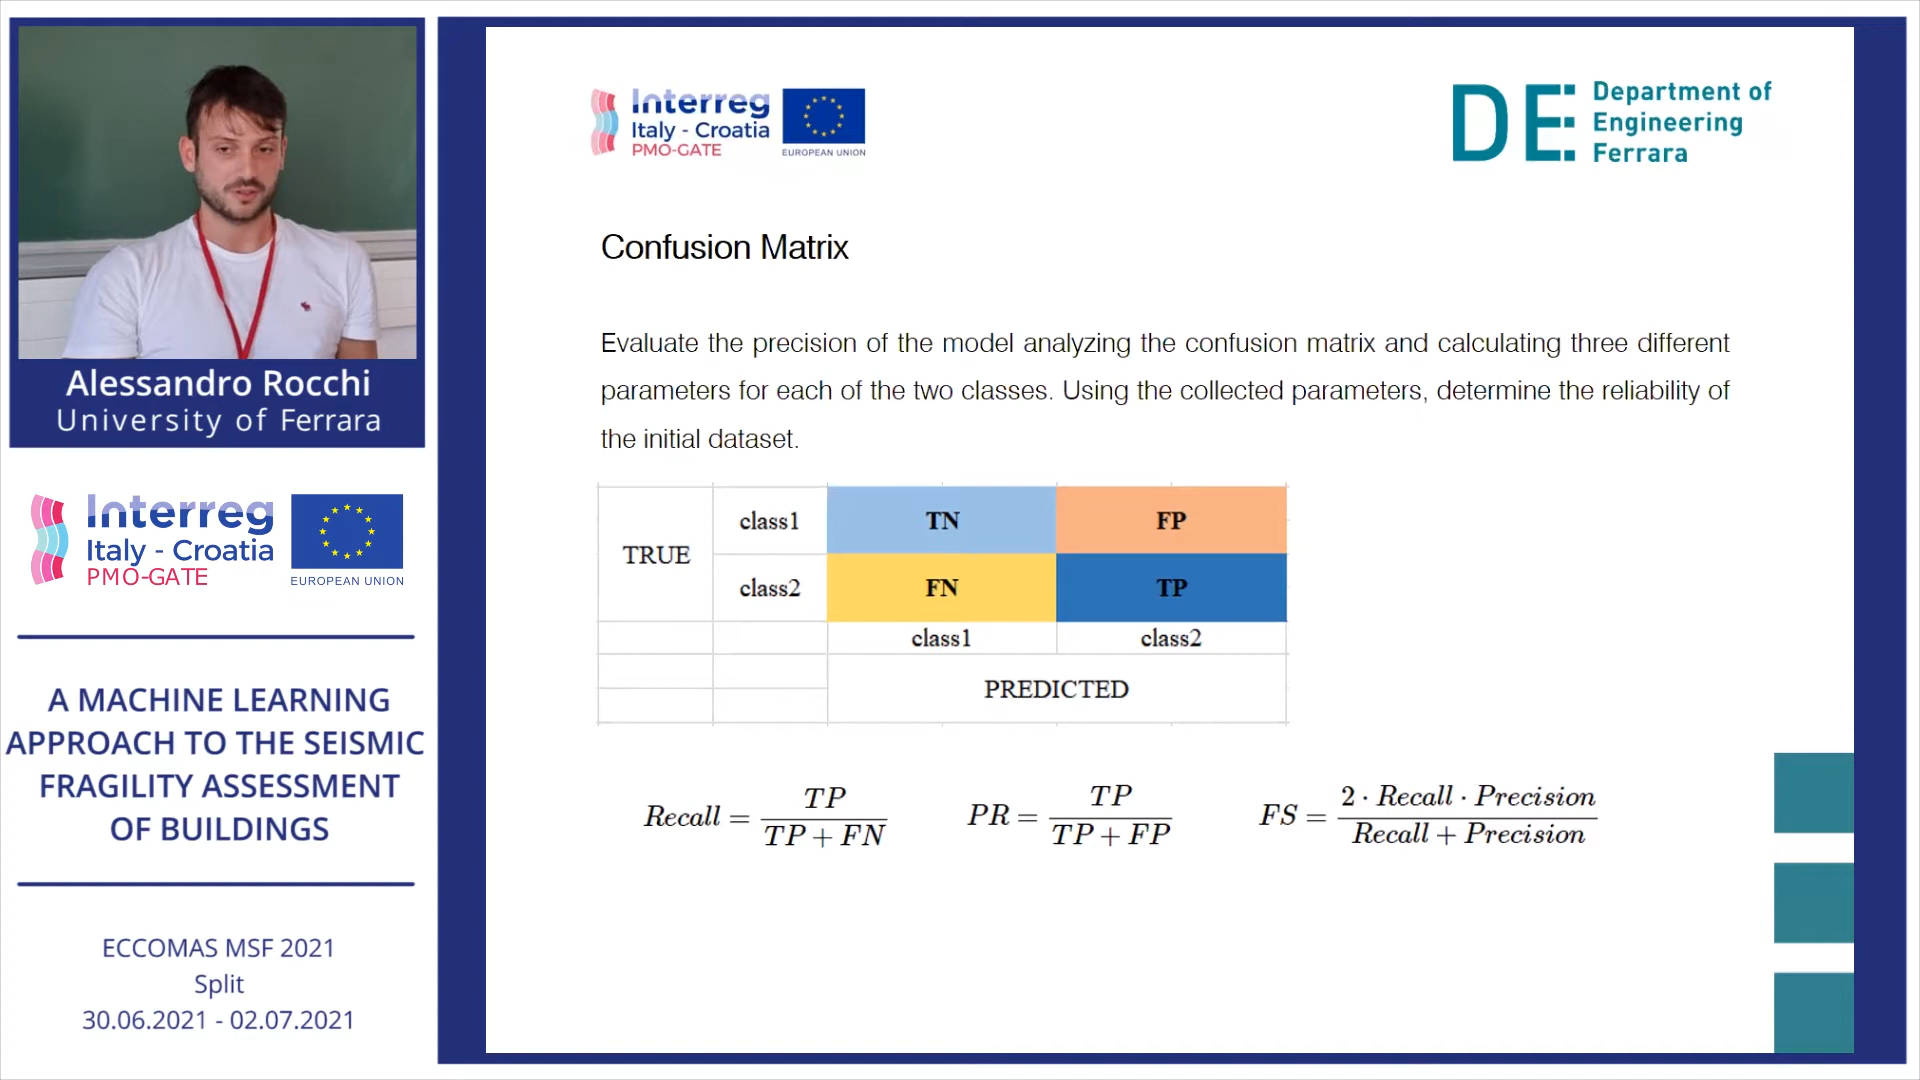 Alessandro Rocchi
University of Ferrara
Interreg
Italy - Croatia
PMO-GATE
EUROPEAN UNION
A MACHINE LEARNING
APPROACH TO THE SEISMIC
FRAGILITY ASSESSMENT
OF BUILDINGS
ECCOMAS MSF 2021
Split
30.06.2021 - 02.07.2021
Interreg
Italy - Croatia
PMO-GATE
EUROPEAN UNION
DE
Department of
Engineering
Ferrara
Confusion Matrix
Evaluate the precision of the model analyzing the confusion matrix and calculating three different
parameters for each of the two classes. Using the collected parameters, determine the reliability of
the initial dataset.
TRUE
class1 TN FP
class2 FN TP
class1 class2
PREDICTED
Recall = TP / (TP + FN)
PR = TP / (TP + FP)
FS = 2 · Recall · Precision / (Recall + Precision)